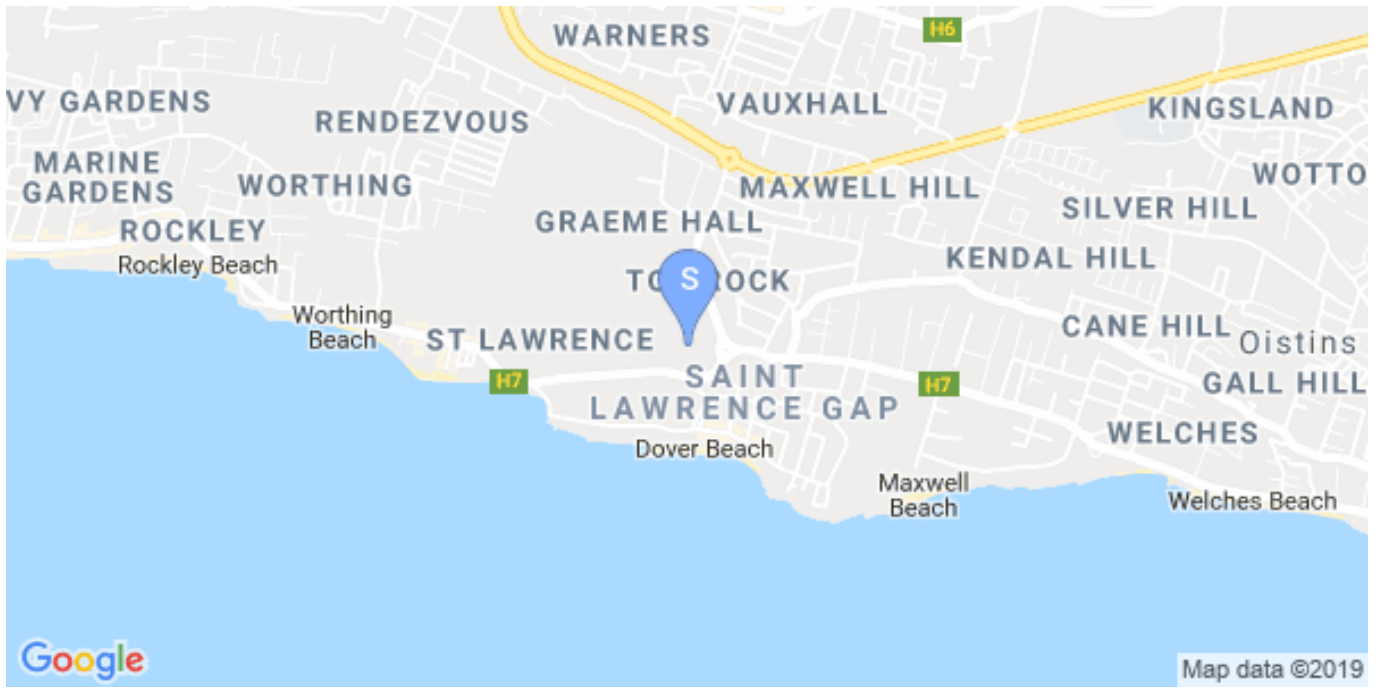 WARNERS
H6
VY GARDENS
VAUXHALL
KINGSLAND
RENDEZVOUS
MARINE
GARDENS
WORTHING
MAXWELL HILL
WOTTO
SILVER HILL
ROCKLEY
GRAEME HALL
Rockley Beach
KENDAL HILL
S
TO ROCK
Worthing
Beach
ST LAWRENCE
CANE HILL
Oistins
H7
SAINT
LAWRENCE GAP
H7
GALL HILL
Dover Beach
WELCHES
Maxwell
Beach
Welches Beach
Google
Map data ©2019